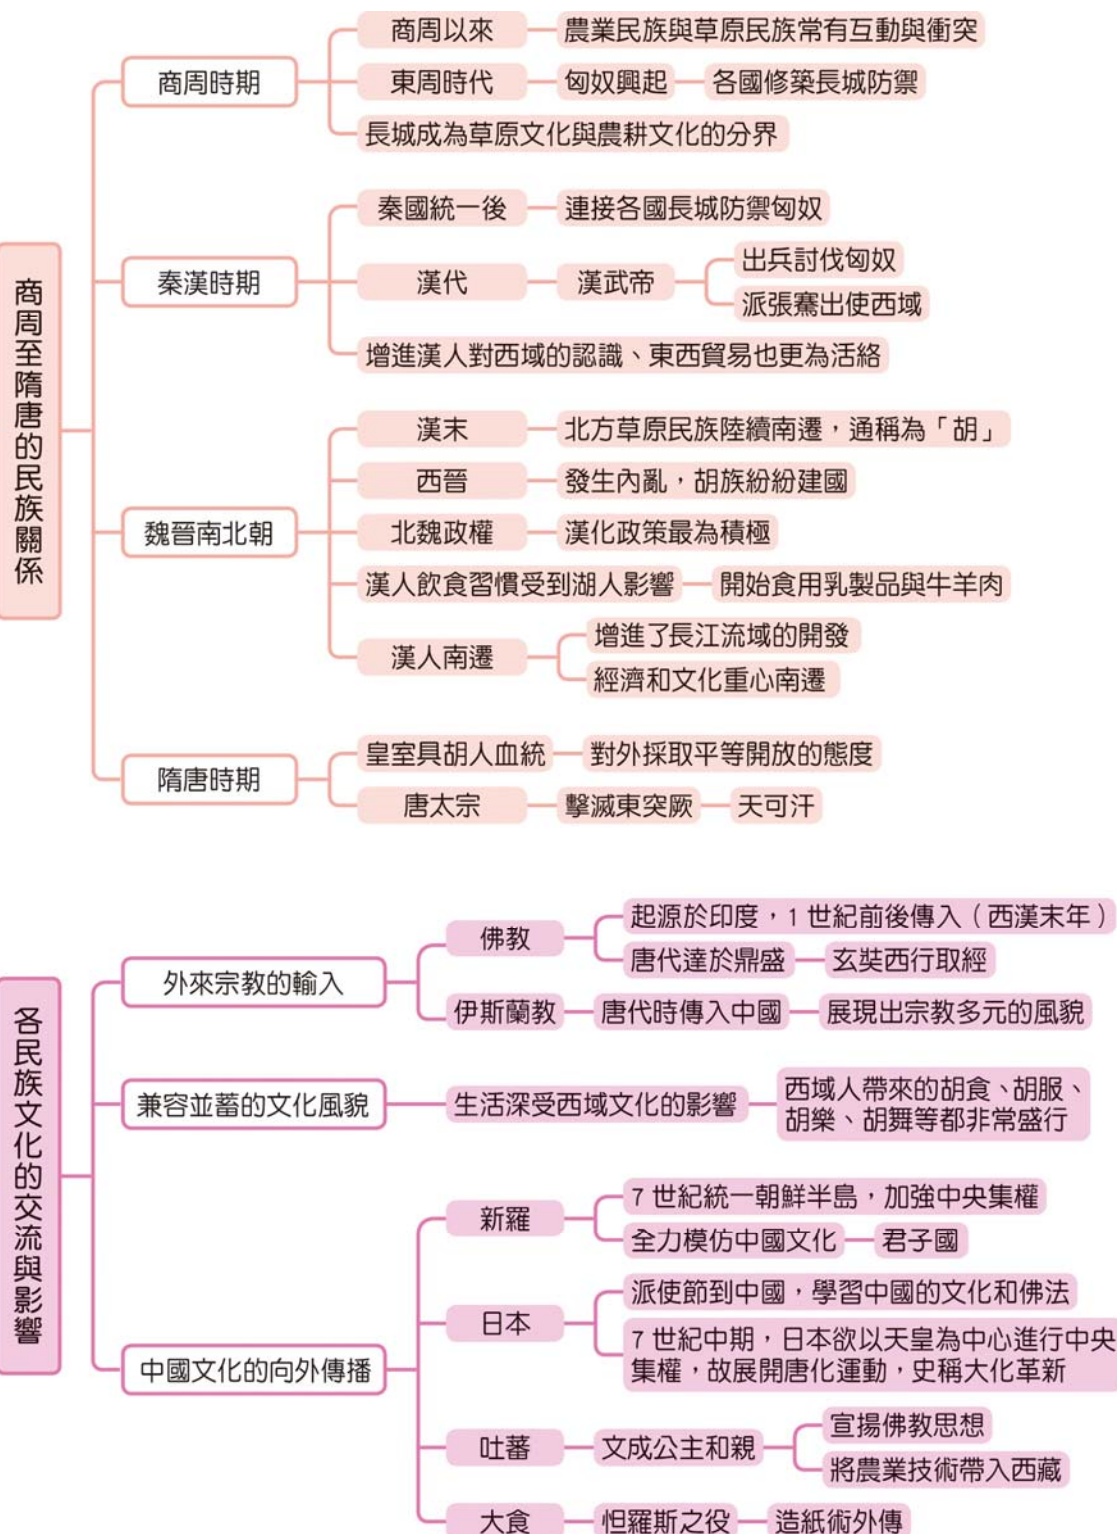 商周至隋唐的民族關係
商周時期
商周以來
農業民族與草原民族常有互動與衝突
東周時代
匈奴興起
各國修築長城防禦
長城成為草原文化與農耕文化的分界
秦漢時期
秦國統一後
連接各國長城防禦匈奴
漢代
漢武帝
出兵討伐匈奴
派張騫出使西域
增進漢人對西域的認識、東西貿易也更為活絡
魏晉南北朝
漢末
北方草原民族陸續南遷，通稱為「胡」
西晉
發生內亂，胡族紛紛建國
北魏政權
漢化政策最為積極
漢人飲食習慣受到湖人影響
開始食用乳製品與牛羊肉
漢人南遷
增進了長江流域的開發
經濟和文化重心南遷
隋唐時期
皇室具胡人血統
對外採取平等開放的態度
唐太宗
擊滅東突厥
天可汗
各民族文化的交流與影響
外來宗教的輸入
佛教
起源於印度，1 世紀前後傳入（西漢末年）
唐代達於鼎盛
玄奘西行取經
伊斯蘭教
唐代時傳入中國
展現出宗教多元的風貌
兼容並蓄的文化風貌
生活深受西域文化的影響
西域人帶來的胡食、胡服、
胡樂、胡舞等都非常盛行
中國文化的向外傳播
新羅
7 世紀統一朝鮮半島，加強中央集權
全力模仿中國文化
君子國
日本
派使節到中國，學習中國的文化和佛法
7 世紀中期，日本欲以天皇為中心進行中央
集權，故展開唐化運動，史稱大化革新
吐蕃
文成公主和親
宣揚佛教思想
將農業技術帶入西藏
大食
怛羅斯之役
造紙術外傳